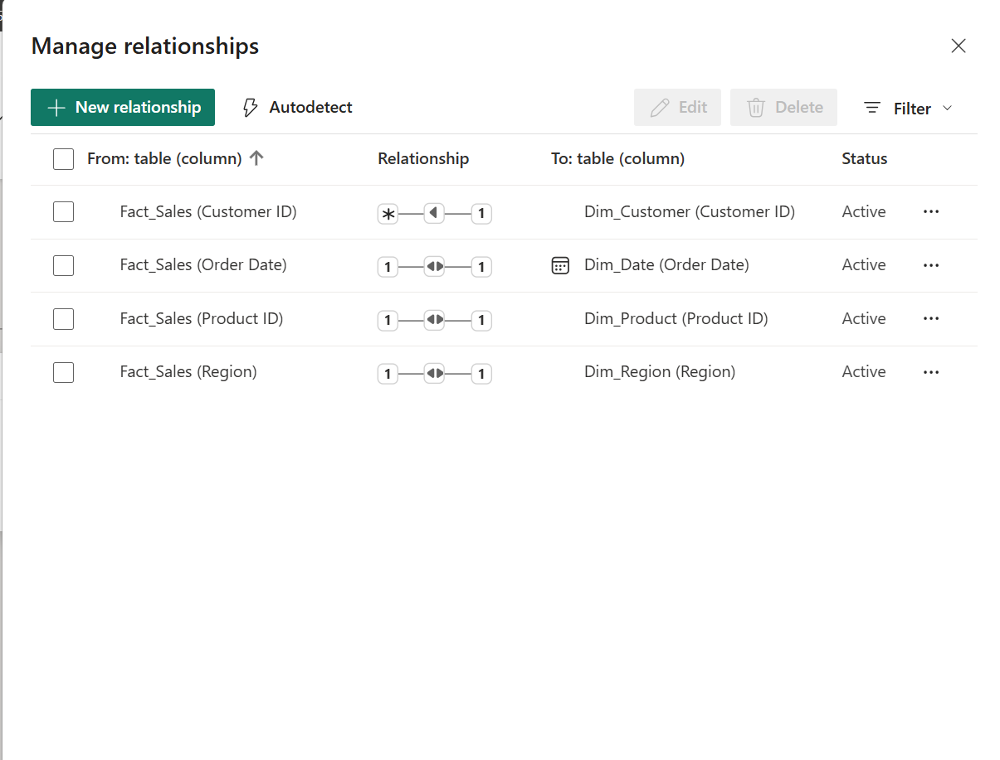 Manage relationships
New relationship Autodetect Edit Delete Filter
From: table (column) Relationship To: table (column) Status
Fact_Sales (Customer ID) * 1 Dim_Customer (Customer ID) Active ...
Fact_Sales (Order Date) 1 1 Dim_Date (Order Date) Active ...
Fact_Sales (Product ID) 1 1 Dim_Product (Product ID) Active ...
Fact_Sales (Region) 1 1 Dim_Region (Region) Active ...